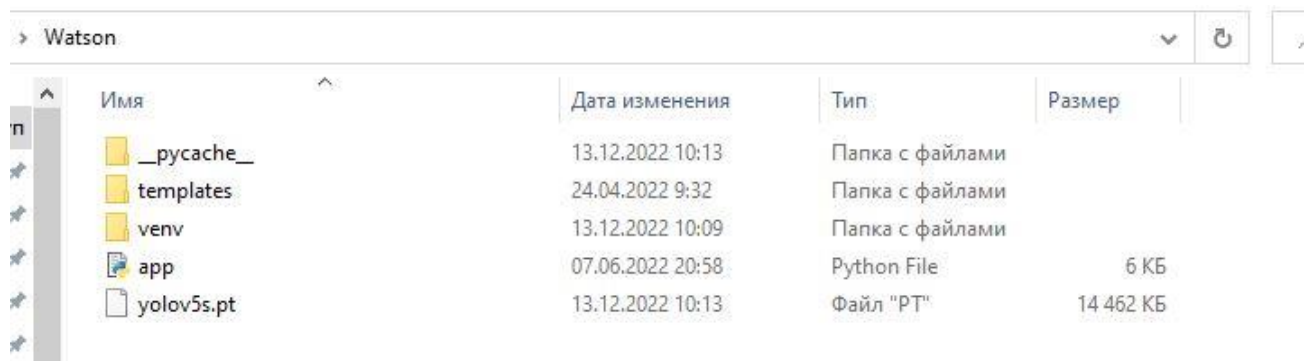 › Watson
Имя Дата изменения Тип Размер
__pycache__ 13.12.2022 10:13 Папка с файлами
templates 24.04.2022 9:32 Папка с файлами
venv 13.12.2022 10:09 Папка с файлами
app 07.06.2022 20:58 Python File 6 КБ
yolov5s.pt 13.12.2022 10:13 Файл "PT" 14 462 КБ